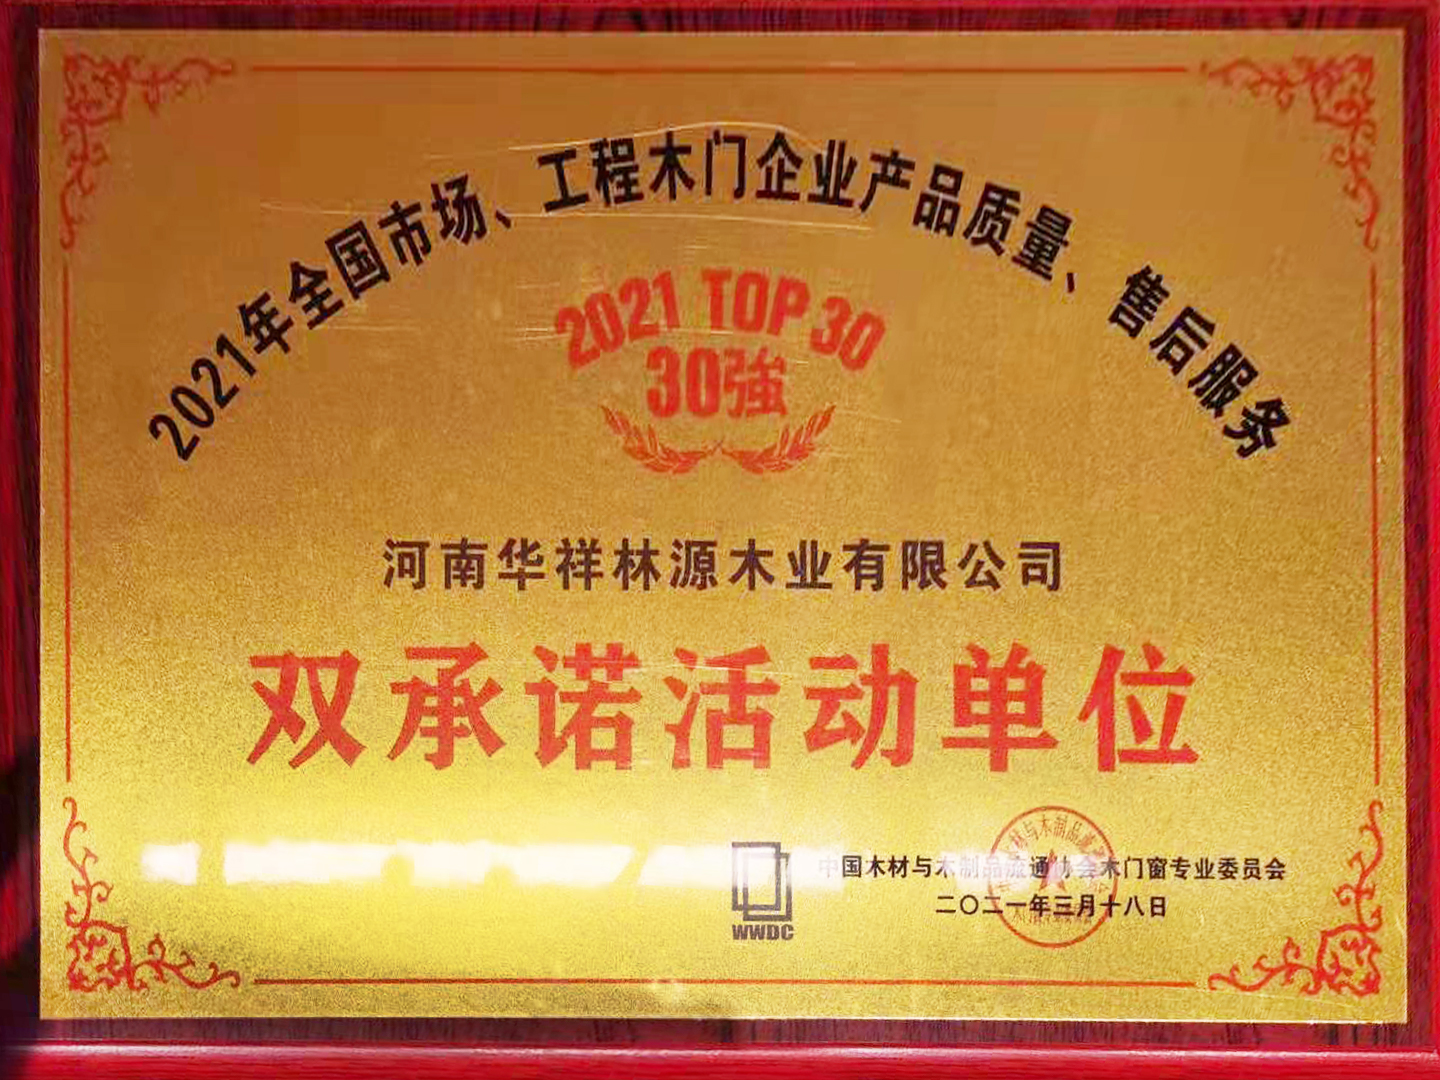 2021年全国市场、工程木门企业产品质量、售后服务
2021 TOP 30
30強
河南华祥林源木业有限公司
双承诺活动单位
WWDC
中国木材与木制品流通协会木门窗专业委员会
二〇二一年三月十八日